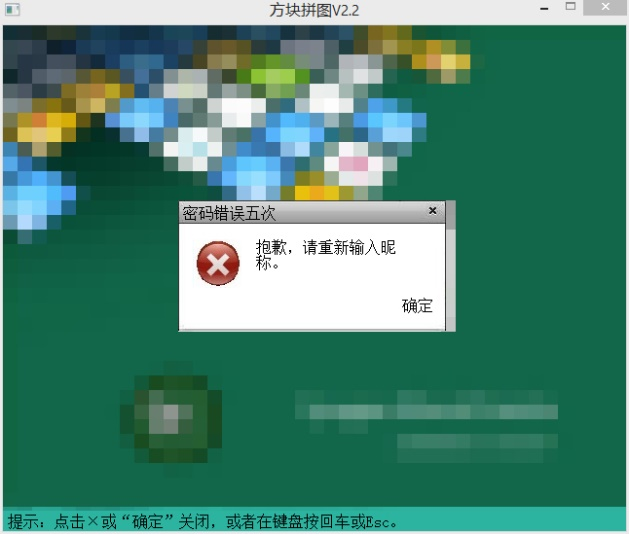 方块拼图V2.2
密码错误五次
抱歉，请重新输入昵
称。
确定
提示：点击×或“确定”关闭，或者在键盘按回车或Esc。